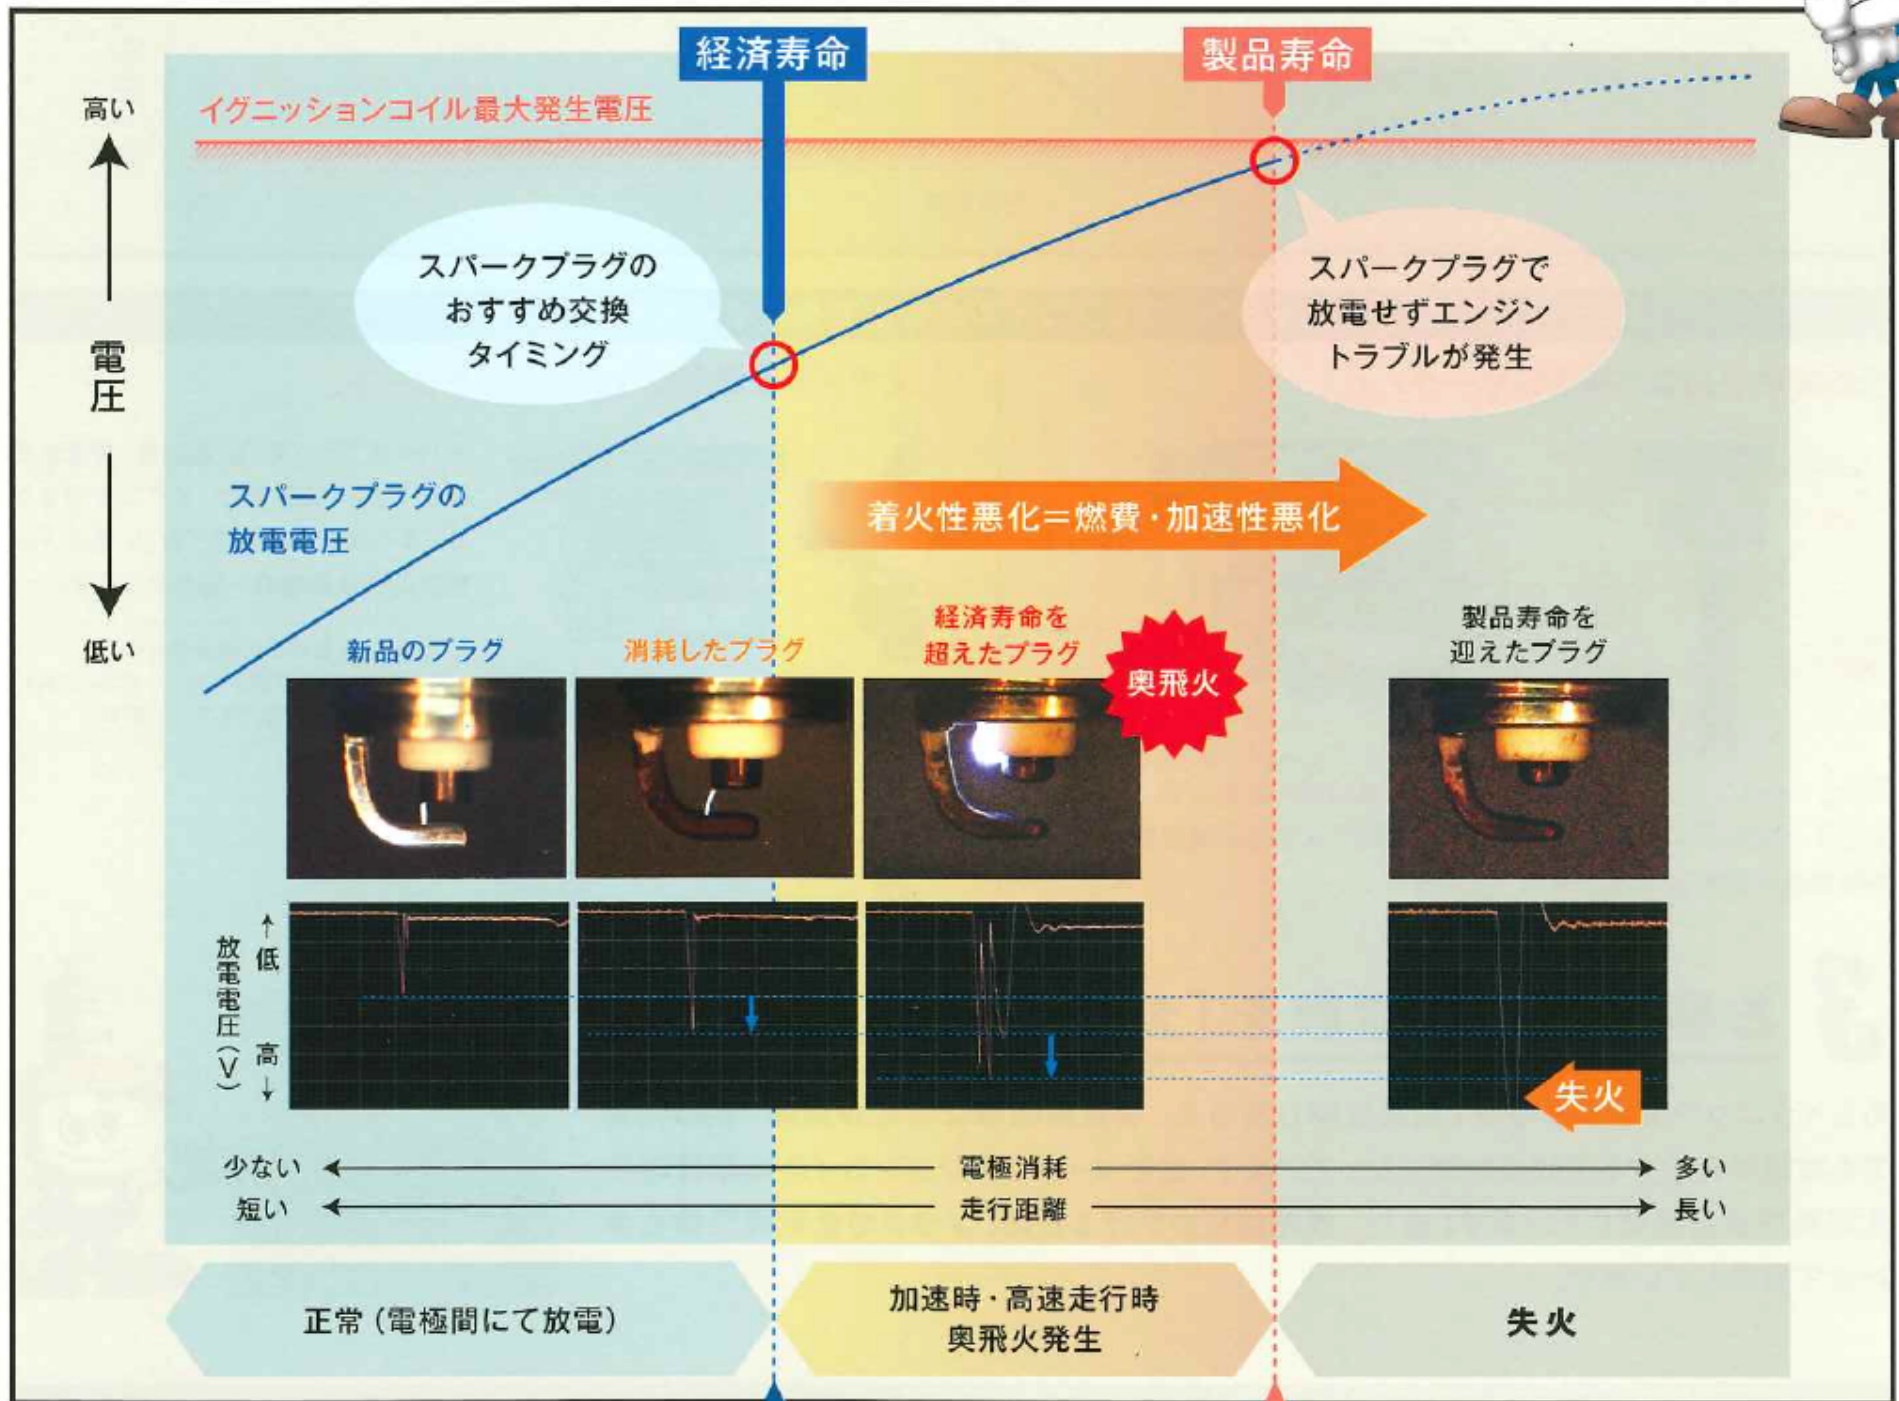 経済寿命
製品寿命
高い
イグニッションコイル最大発生電圧
スパークプラグの
おすすめ交換
タイミング
スパークプラグで
放電せずエンジン
トラブルが発生
電圧
スパークプラグの
放電電圧
着火性悪化=燃費・加速性悪化
低い
新品のプラグ
消耗したプラグ
経済寿命を
超えたプラグ
奥飛火
製品寿命を
迎えたプラグ
放電電圧(V)
↑低
高↓
失火
少ない
電極消耗
多い
短い
走行距離
長い
正常(電極間にて放電)
加速時・高速走行時
奥飛火発生
失火